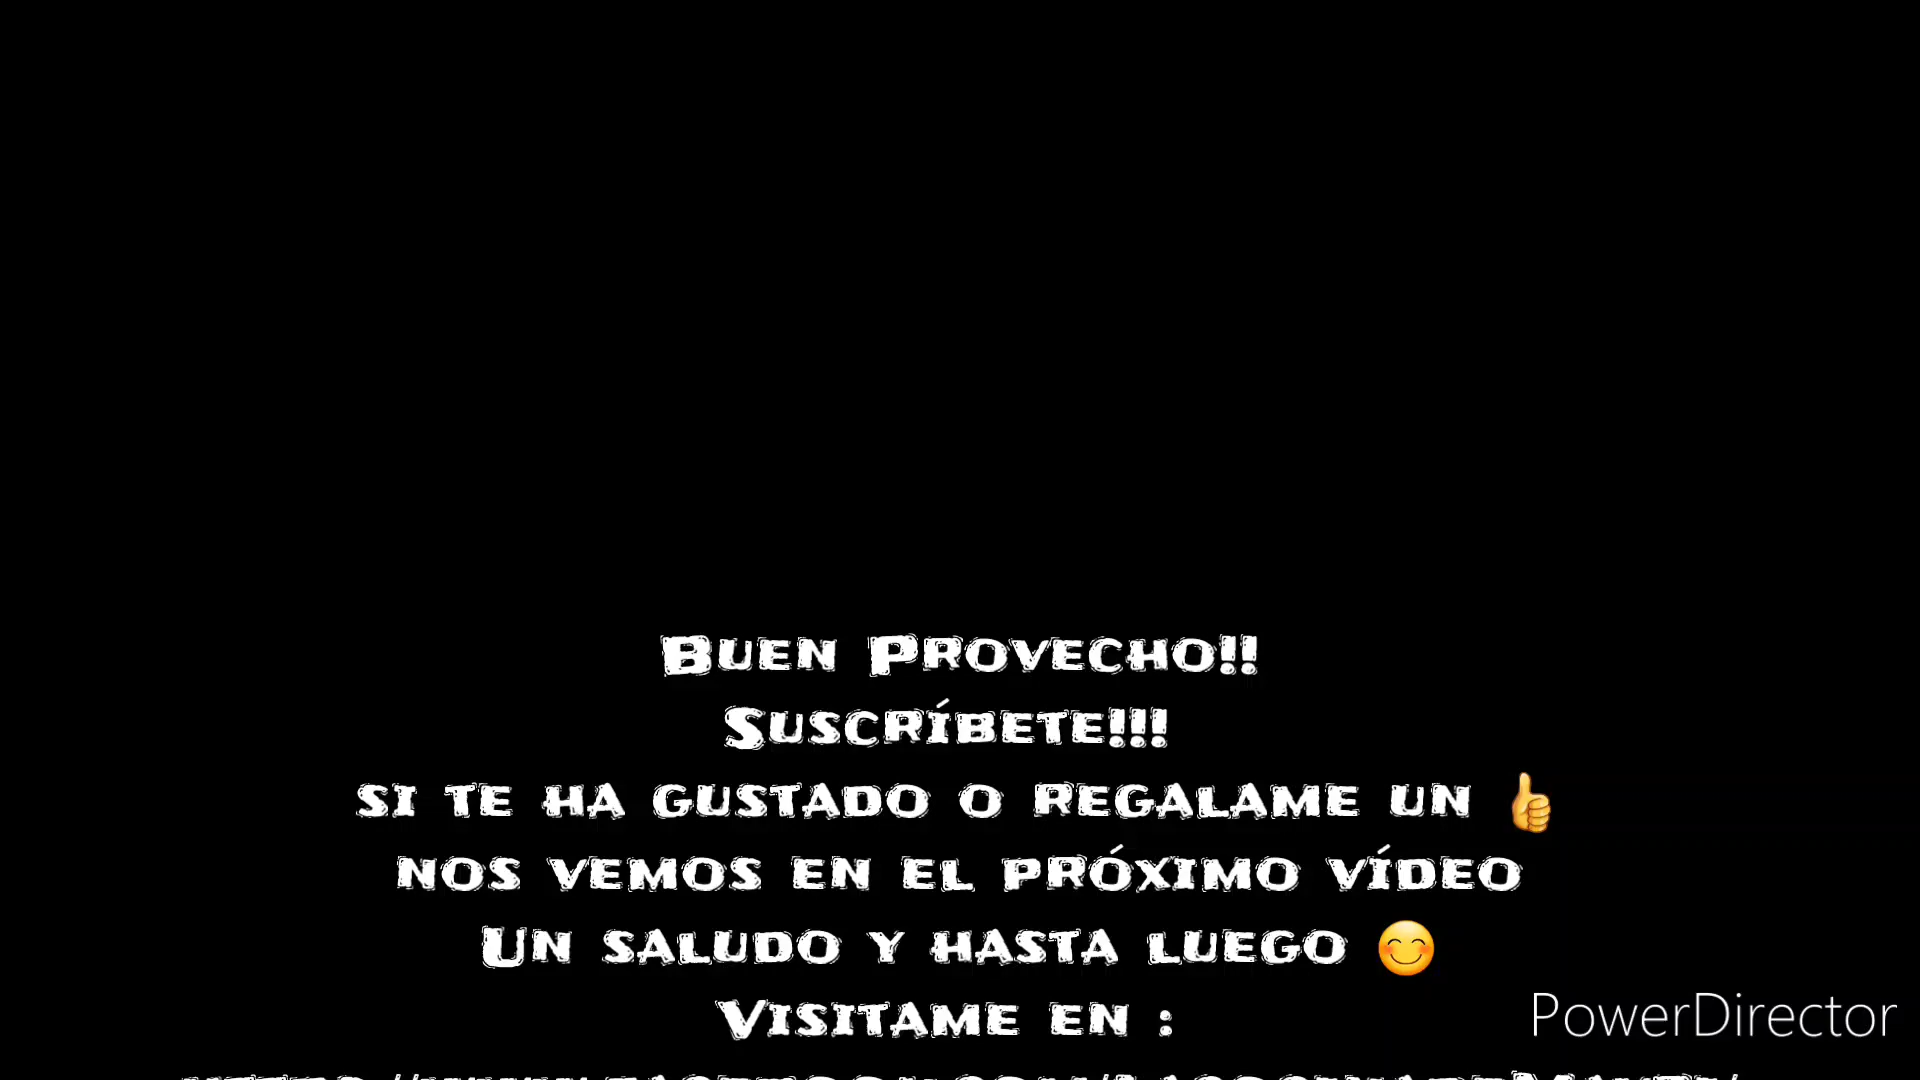 Buen Provecho!!
Suscríbete!!!
si te ha gustado o regalame un 👍
nos vemos en el próximo vídeo
Un saludo y hasta luego 😊
Visitame en :
PowerDirector